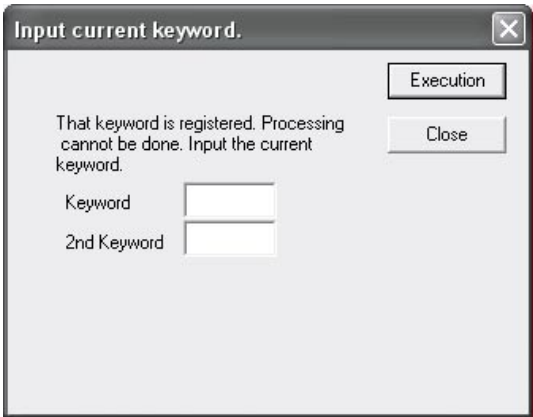 Input current keyword.
Execution
That keyword is registered. Processing
cannot be done. Input the current
keyword.
Close
Keyword
2nd Keyword